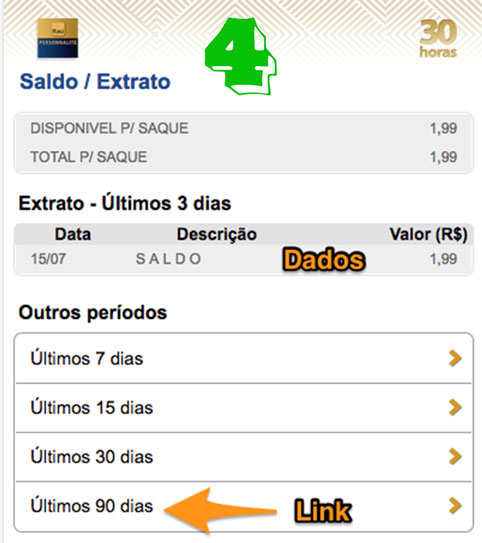 Itaú
PERSONNALITÉ
4
30
horas
Saldo / Extrato
DISPONIVEL P/ SAQUE 1,99
TOTAL P/ SAQUE 1,99
Extrato - Últimos 3 dias
Data Descrição Valor (R$)
15/07 S A L D O Dados 1,99
Outros períodos
Últimos 7 dias
Últimos 15 dias
Últimos 30 dias
Últimos 90 dias Link